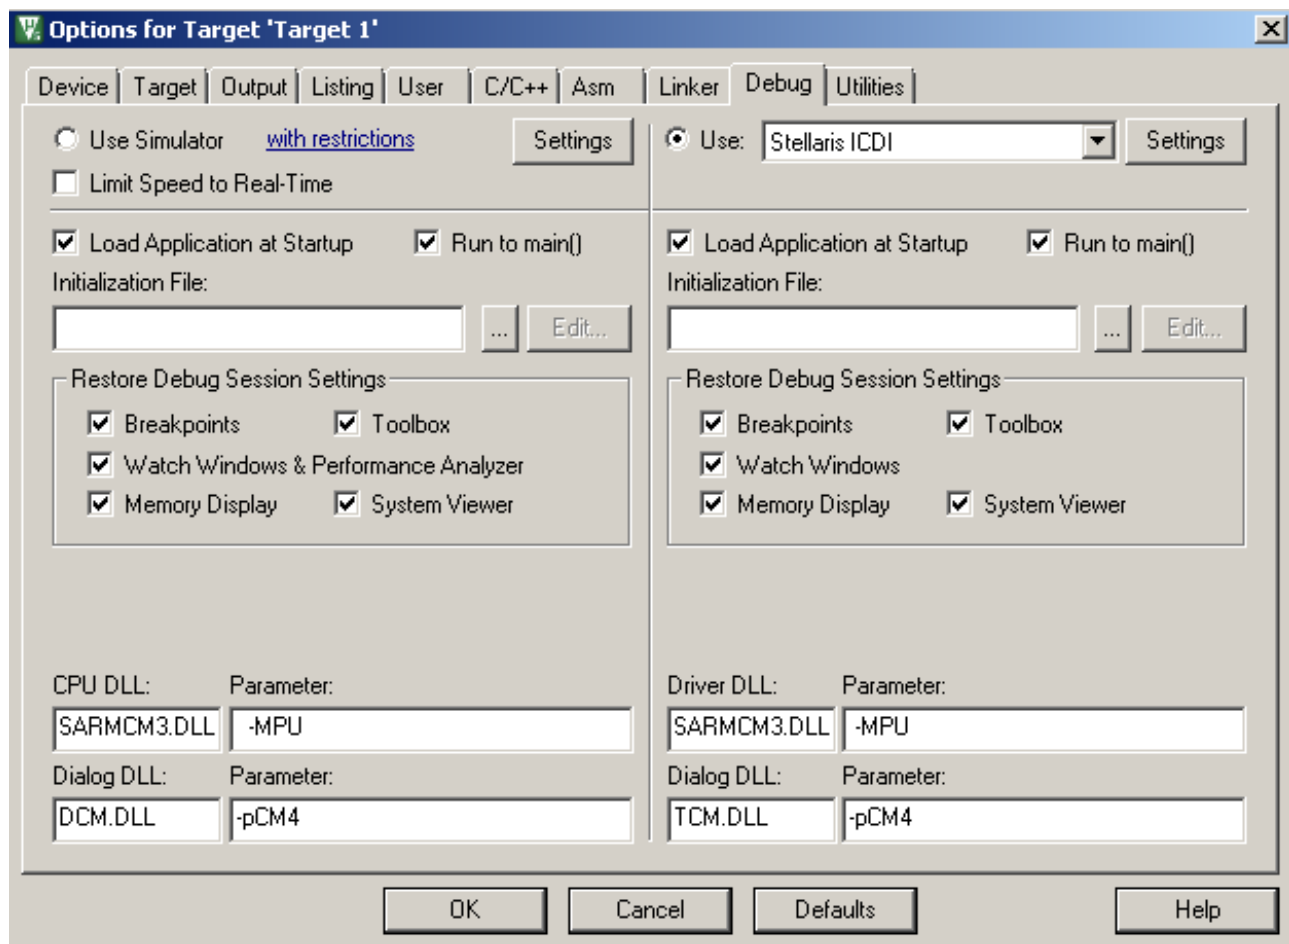 Options for Target 'Target 1'
Device Target Output Listing User C/C++ Asm Linker Debug Utilities
Use Simulator with restrictions Settings Use: Stellaris ICDI Settings
Limit Speed to Real-Time
Load Application at Startup Run to main() Load Application at Startup Run to main()
Initialization File: Initialization File:
... Edit... ... Edit...
Restore Debug Session Settings Restore Debug Session Settings
Breakpoints Toolbox Breakpoints Toolbox
Watch Windows & Performance Analyzer Watch Windows
Memory Display System Viewer Memory Display System Viewer
CPU DLL: Parameter: Driver DLL: Parameter:
SARMCM3.DLL -MPU SARMCM3.DLL -MPU
Dialog DLL: Parameter: Dialog DLL: Parameter:
DCM.DLL -pCM4 TCM.DLL -pCM4
OK Cancel Defaults Help